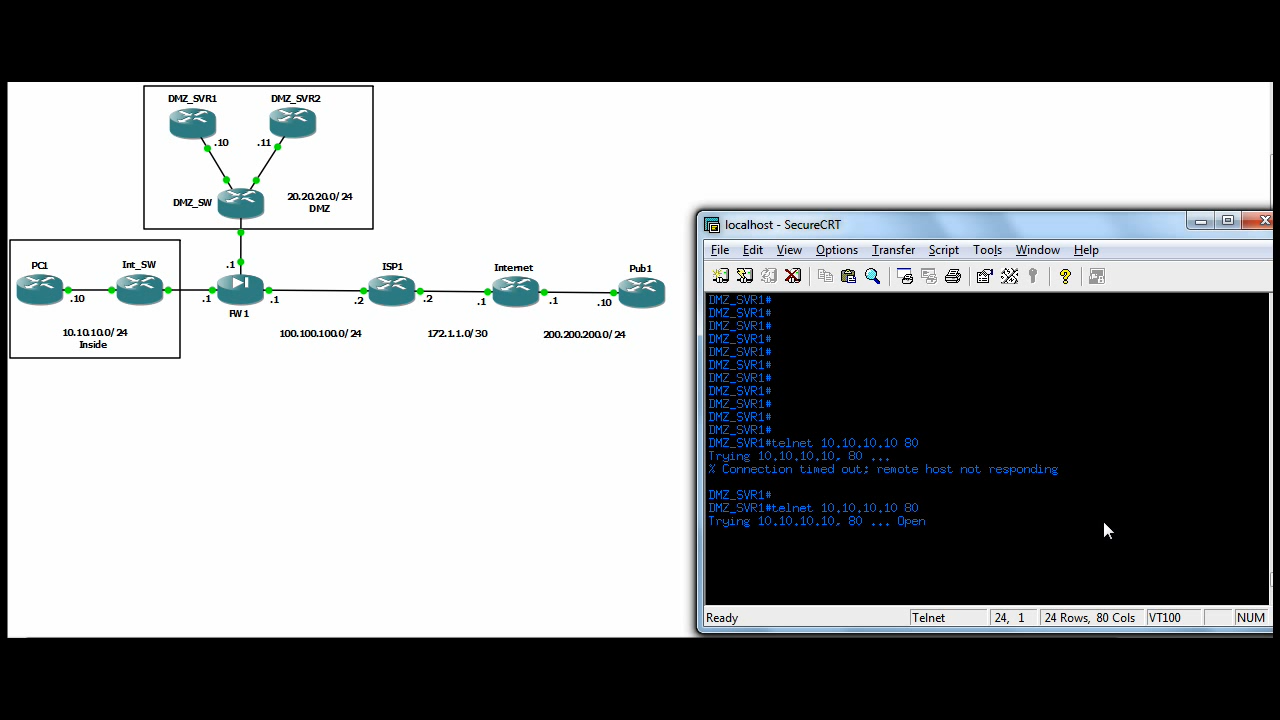 DMZ_SVR1
DMZ_SVR2
.10
.11
DMZ_SW
20.20.20.0/24
DMZ
PC1
Int_SW
.1
ISP1
Internet
Pub1
.10
.1
.1
.2
.2
.1
.1
.10
FW1
10.10.10.0/24
Inside
100.100.100.0/24
172.1.1.0/30
200.200.200.0/24
localhost - SecureCRT
File Edit View Options Transfer Script Tools Window Help
DMZ_SVR1#
DMZ_SVR1#
DMZ_SVR1#
DMZ_SVR1#
DMZ_SVR1#
DMZ_SVR1#
DMZ_SVR1#
DMZ_SVR1#
DMZ_SVR1#
DMZ_SVR1#
DMZ_SVR1#
DMZ_SVR1#telnet 10.10.10.10 80
Trying 10.10.10.10, 80 ...
% Connection timed out; remote host not responding
DMZ_SVR1#
DMZ_SVR1#telnet 10.10.10.10 80
Trying 10.10.10.10, 80 ... Open
Ready Telnet 24, 1 24 Rows, 80 Cols VT100 NUM